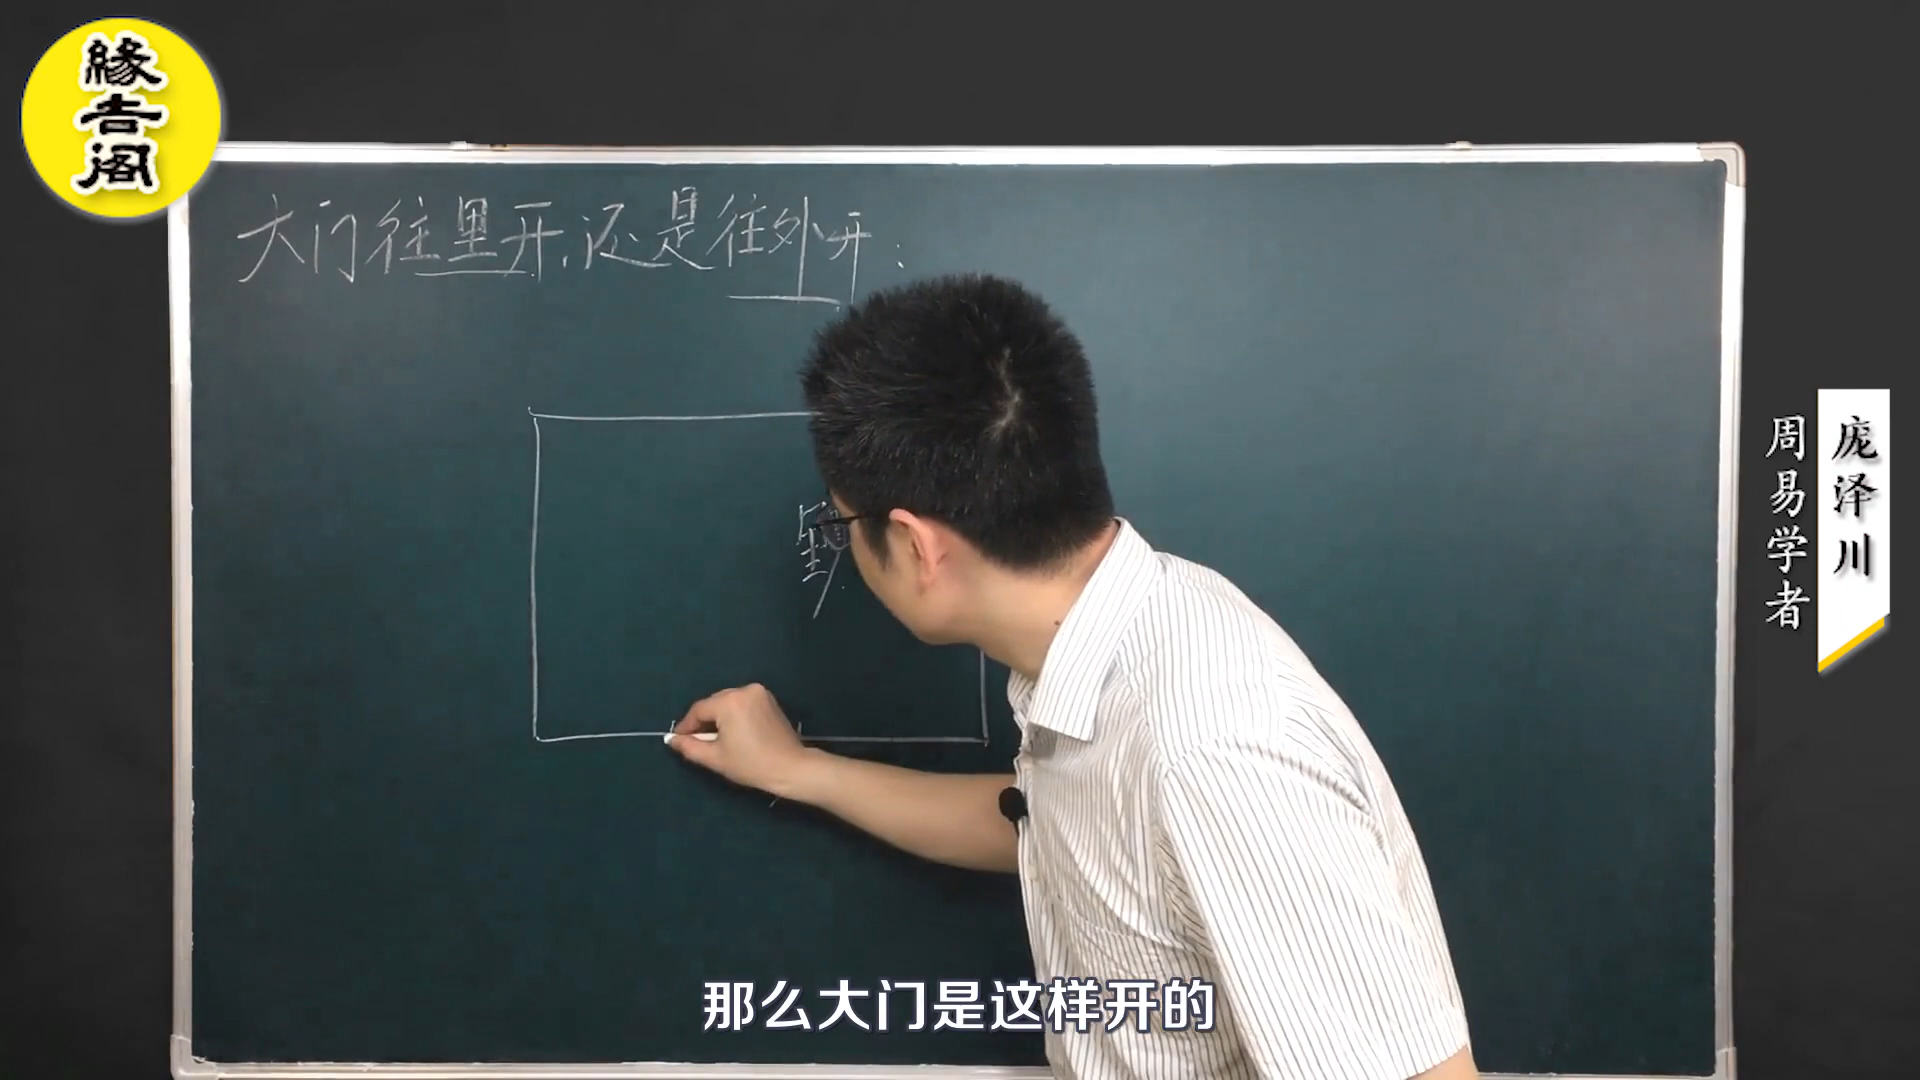 緣吉阁
大门往里开,还是往外开:
周易学者
庞泽川
那么大门是这样开的